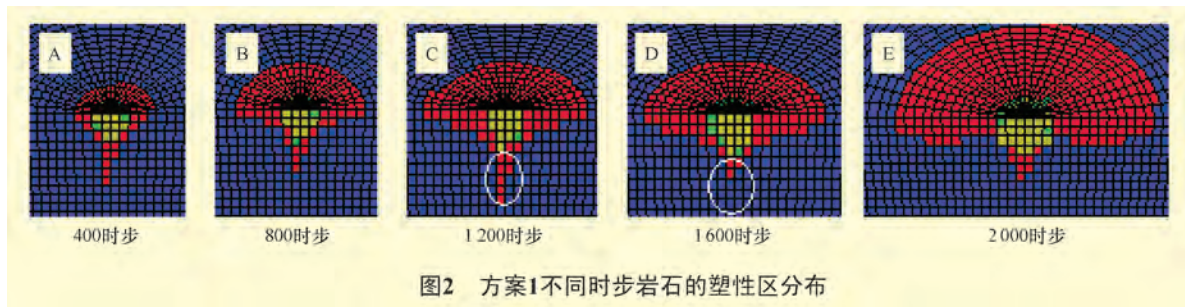 A
B
C
D
E
400时步
800时步
1 200时步
1 600时步
2 000时步
图2 方案1不同时步岩石的塑性区分布